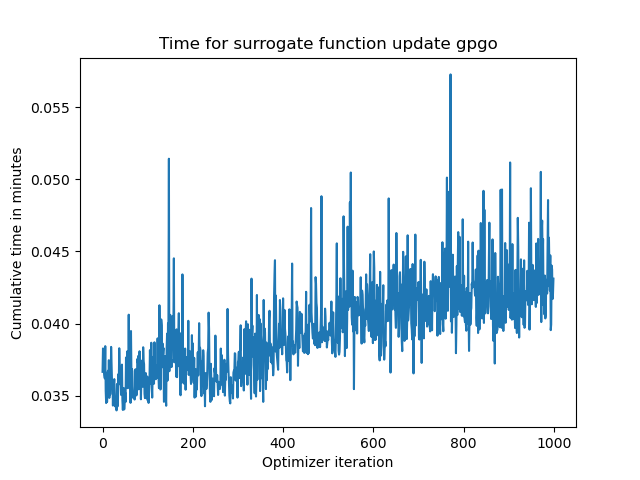 Time for surrogate function update gpgo
Cumulative time in minutes
0.055
0.050
0.045
0.040
0.035
0 200 400 600 800 1000
Optimizer iteration